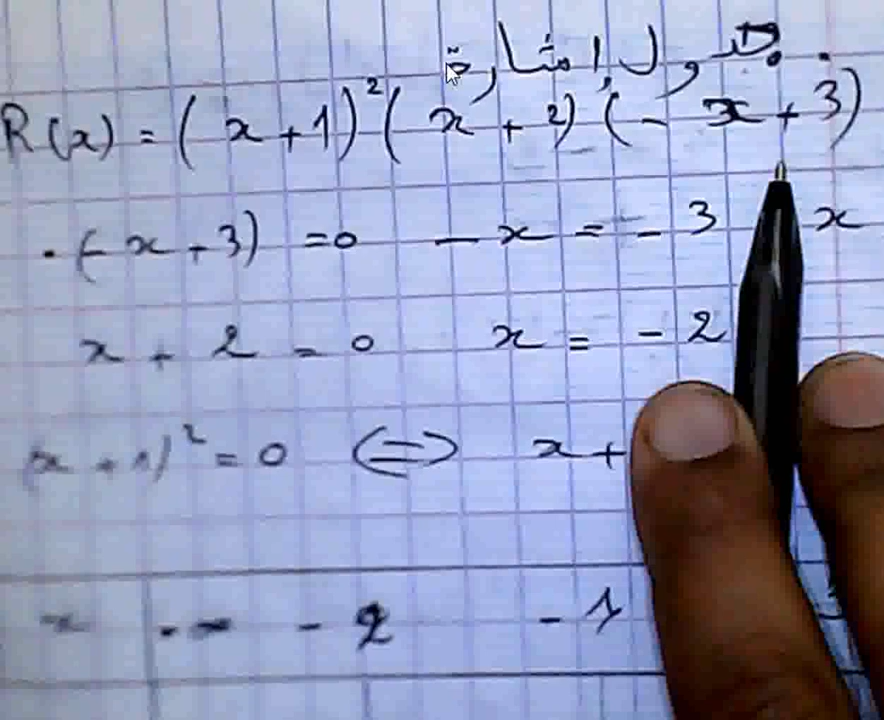 جدول إشارة
R(x) = (x+1)²(x+2)(-x+3)
. (-x+3) =0 -x = -3 x
x + 2 = 0 x = -2
(x+1)² = 0 ⇔ x+
x -∞ -2 -1